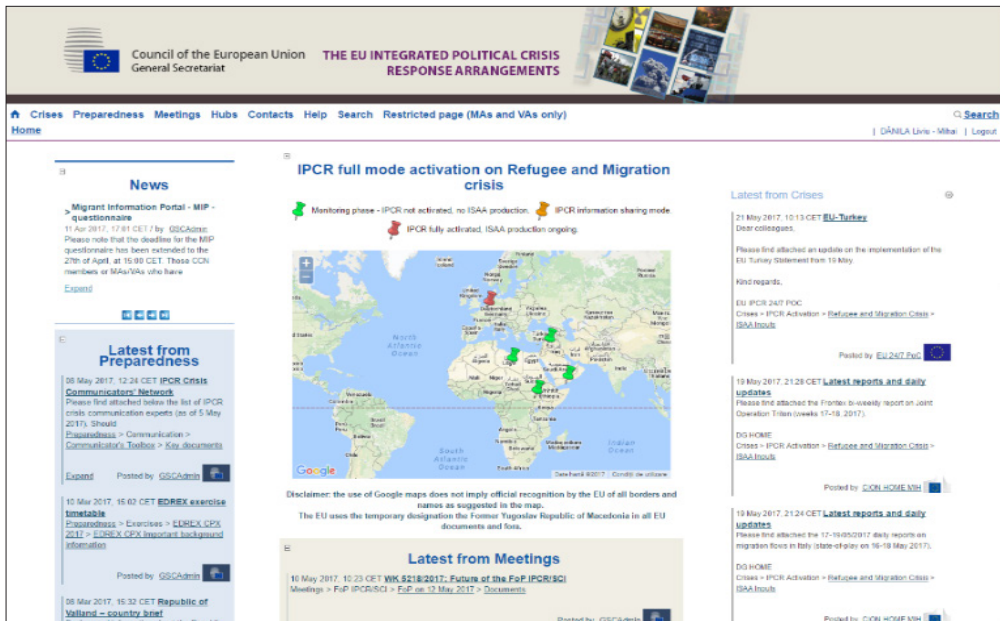 Council of the European Union
General Secretariat
THE EU INTEGRATED POLITICAL CRISIS
RESPONSE ARRANGEMENTS
Crises Preparedness Meetings Hubs Contacts Help Search Restricted page (MAs and VAs only)
Search
Home
| DĂNILA Liviu - Mihai | Logout
News
> Migrant Information Portal - MIP -
questionnaire
11 Apr 2017, 17:01 CET / by GSCAdmin
Please note that the deadline for the MIP
questionnaire has been extended to the
27th of April, at 15:00 CET. Those CCN
members or MAs/VAs who have
Expand
Latest from
Preparedness
08 May 2017, 12:24 CET IPCR Crisis
Communicators' Network
Please find attached below the list of IPCR
crisis communication experts (as of 5 May
2017). Should
Preparedness > Communication >
Communicator's Toolbox > Key documents
Expand Posted by GSCAdmin
10 Mar 2017, 15:02 CET EDREX exercise
timetable
Preparedness > Exercises > EDREX CPX
2017 > EDREX CPX Important background
information
Posted by GSCAdmin
08 Mar 2017, 15:32 CET Republic of
Valland – country brief
IPCR full mode activation on Refugee and Migration
crisis
Monitoring phase - IPCR not activated, no ISAA production. IPCR information sharing mode
IPCR fully activated, ISAA production ongoing.
North
Atlantic
Ocean
South
Atlantic
Ocean
Indian
Ocean
Google
Disclaimer: the use of Google maps does not imply official recognition by the EU of all borders and
names as suggested in the map.
The EU uses the temporary designation the Former Yugoslav Republic of Macedonia in all EU
documents and fora.
Latest from Meetings
10 May 2017, 10:23 CET WK 5218/2017: Future of the FoP IPCR/SCI
Meetings > FoP IPCR/SCI > FoP on 12 May 2017 > Documents
Posted by GSCAdmin
Latest from Crises
21 May 2017, 10:13 CET EU-Turkey
Dear colleagues,
Please find attached an update on the implementation of the
EU Turkey Statement from 19 May.
Kind regards,
EU IPCR 24/7 POC
Crises > IPCR Activation > Refugee and Migration Crisis >
ISAA Inputs
Posted by EU 24/7 PoC
19 May 2017, 21:28 CET Latest reports and daily
updates
Please find attached the Frontex bi-weekly report on Joint
Operation Triton (weeks 17-18, 2017).
DG HOME
Crises > IPCR Activation > Refugee and Migration Crisis >
ISAA Inputs
Posted by CION HOME MIH
19 May 2017, 21:24 CET Latest reports and daily
updates
Please find attached the 17-19/05/2017 daily reports on
migration flows in Italy (state-of-play on 16-18 May 2017).
DG HOME
Crises > IPCR Activation > Refugee and Migration Crisis >
ISAA Inputs
Posted by CION HOME MIH